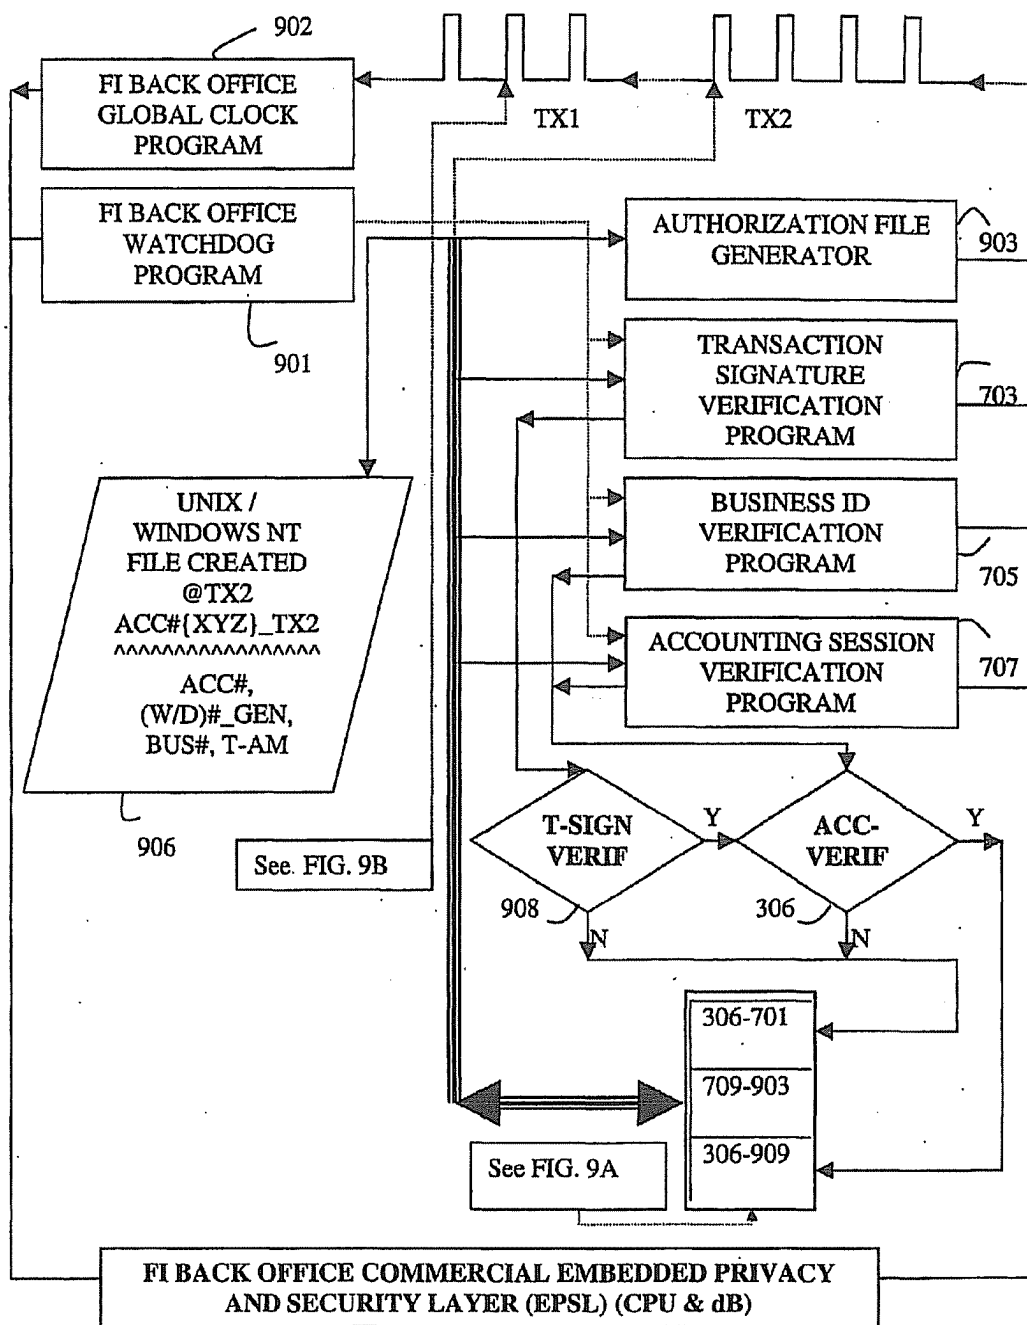 902
FI BACK OFFICE
GLOBAL CLOCK
PROGRAM
TX1
TX2
FI BACK OFFICE
WATCHDOG
PROGRAM
901
AUTHORIZATION FILE
GENERATOR
903
TRANSACTION
SIGNATURE
VERIFICATION
PROGRAM
703
UNIX /
WINDOWS NT
FILE CREATED
@TX2
ACC#{XYZ}_TX2
^^^^^^^^^^^^^^^^^
ACC#,
(W/D)#_GEN,
BUS#, T-AM
906
BUSINESS ID
VERIFICATION
PROGRAM
705
ACCOUNTING SESSION
VERIFICATION
PROGRAM
707
See. FIG. 9B
T-SIGN
VERIF
Y
908
N
ACC-
VERIF
Y
306
N
306-701
709-903
306-909
See FIG. 9A
FI BACK OFFICE COMMERCIAL EMBEDDED PRIVACY
AND SECURITY LAYER (EPSL) (CPU & dB)